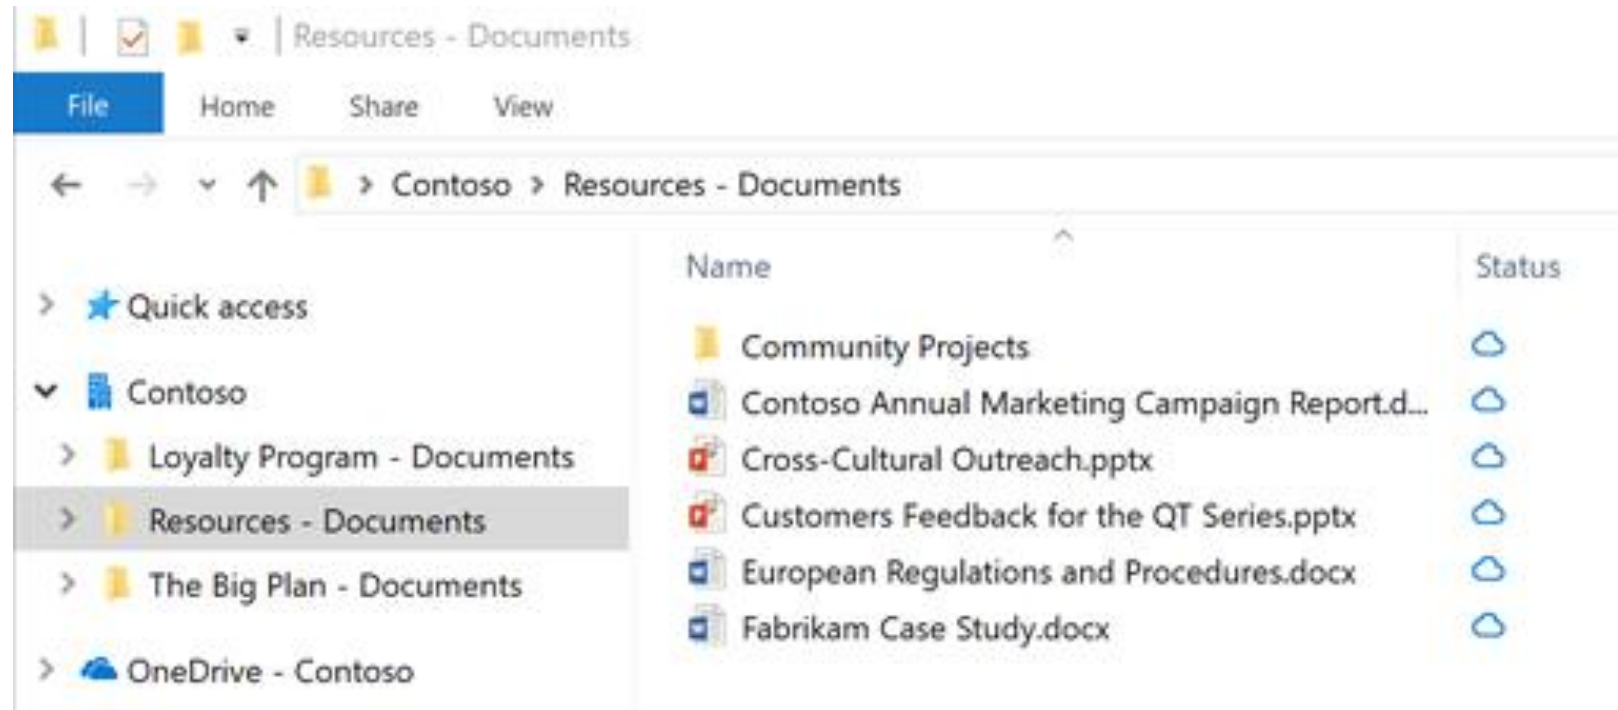 Resources - Documents
File Home Share View
Contoso Resources - Documents
Name Status
Quick access
Contoso
Loyalty Program - Documents
Resources - Documents
The Big Plan - Documents
OneDrive - Contoso
Community Projects
Contoso Annual Marketing Campaign Report.d...
Cross-Cultural Outreach.pptx
Customers Feedback for the QT Series.pptx
European Regulations and Procedures.docx
Fabrikam Case Study.docx